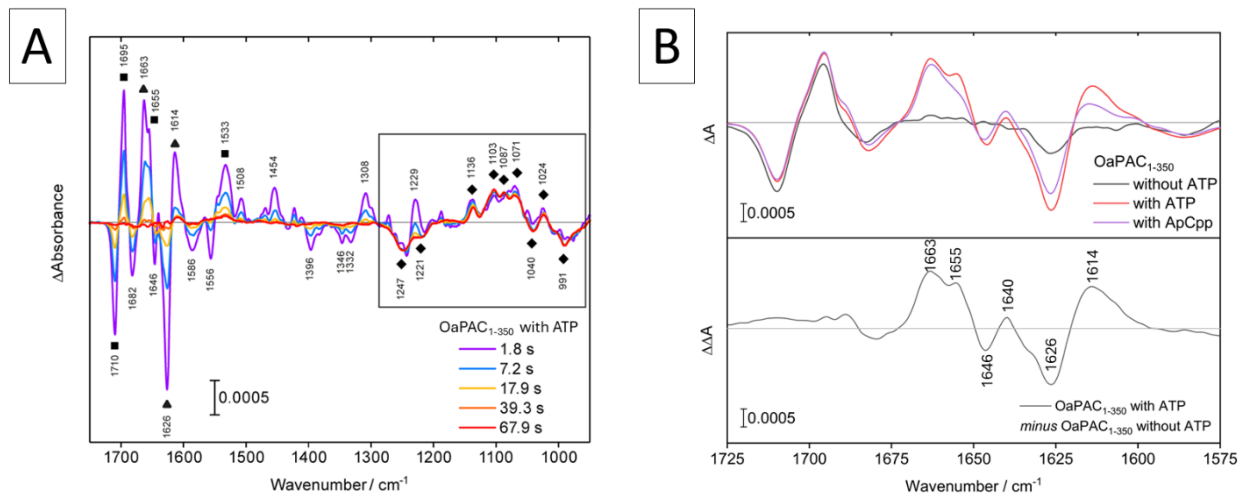 A
1695
1663
1655
1614
1533
1508
1454
1308
1229
1136
1103
1087
1071
1024
1710
1682
1646
1626
1586
1556
1396
1346
1332
1247
1221
1040
991
0.0005
OaPAC1-350 with ATP
1.8 s
7.2 s
17.9 s
39.3 s
67.9 s
ΔAbsorbance
1700 1600 1500 1400 1300 1200 1100 1000
Wavenumber / cm-1
B
ΔA
0.0005
OaPAC1-350
without ATP
with ATP
with ApCpp
ΔΔA
1663
1655
1646
1640
1626
1614
0.0005
OaPAC1-350 with ATP
minus OaPAC1-350 without ATP
1725 1700 1675 1650 1625 1600 1575
Wavenumber / cm-1